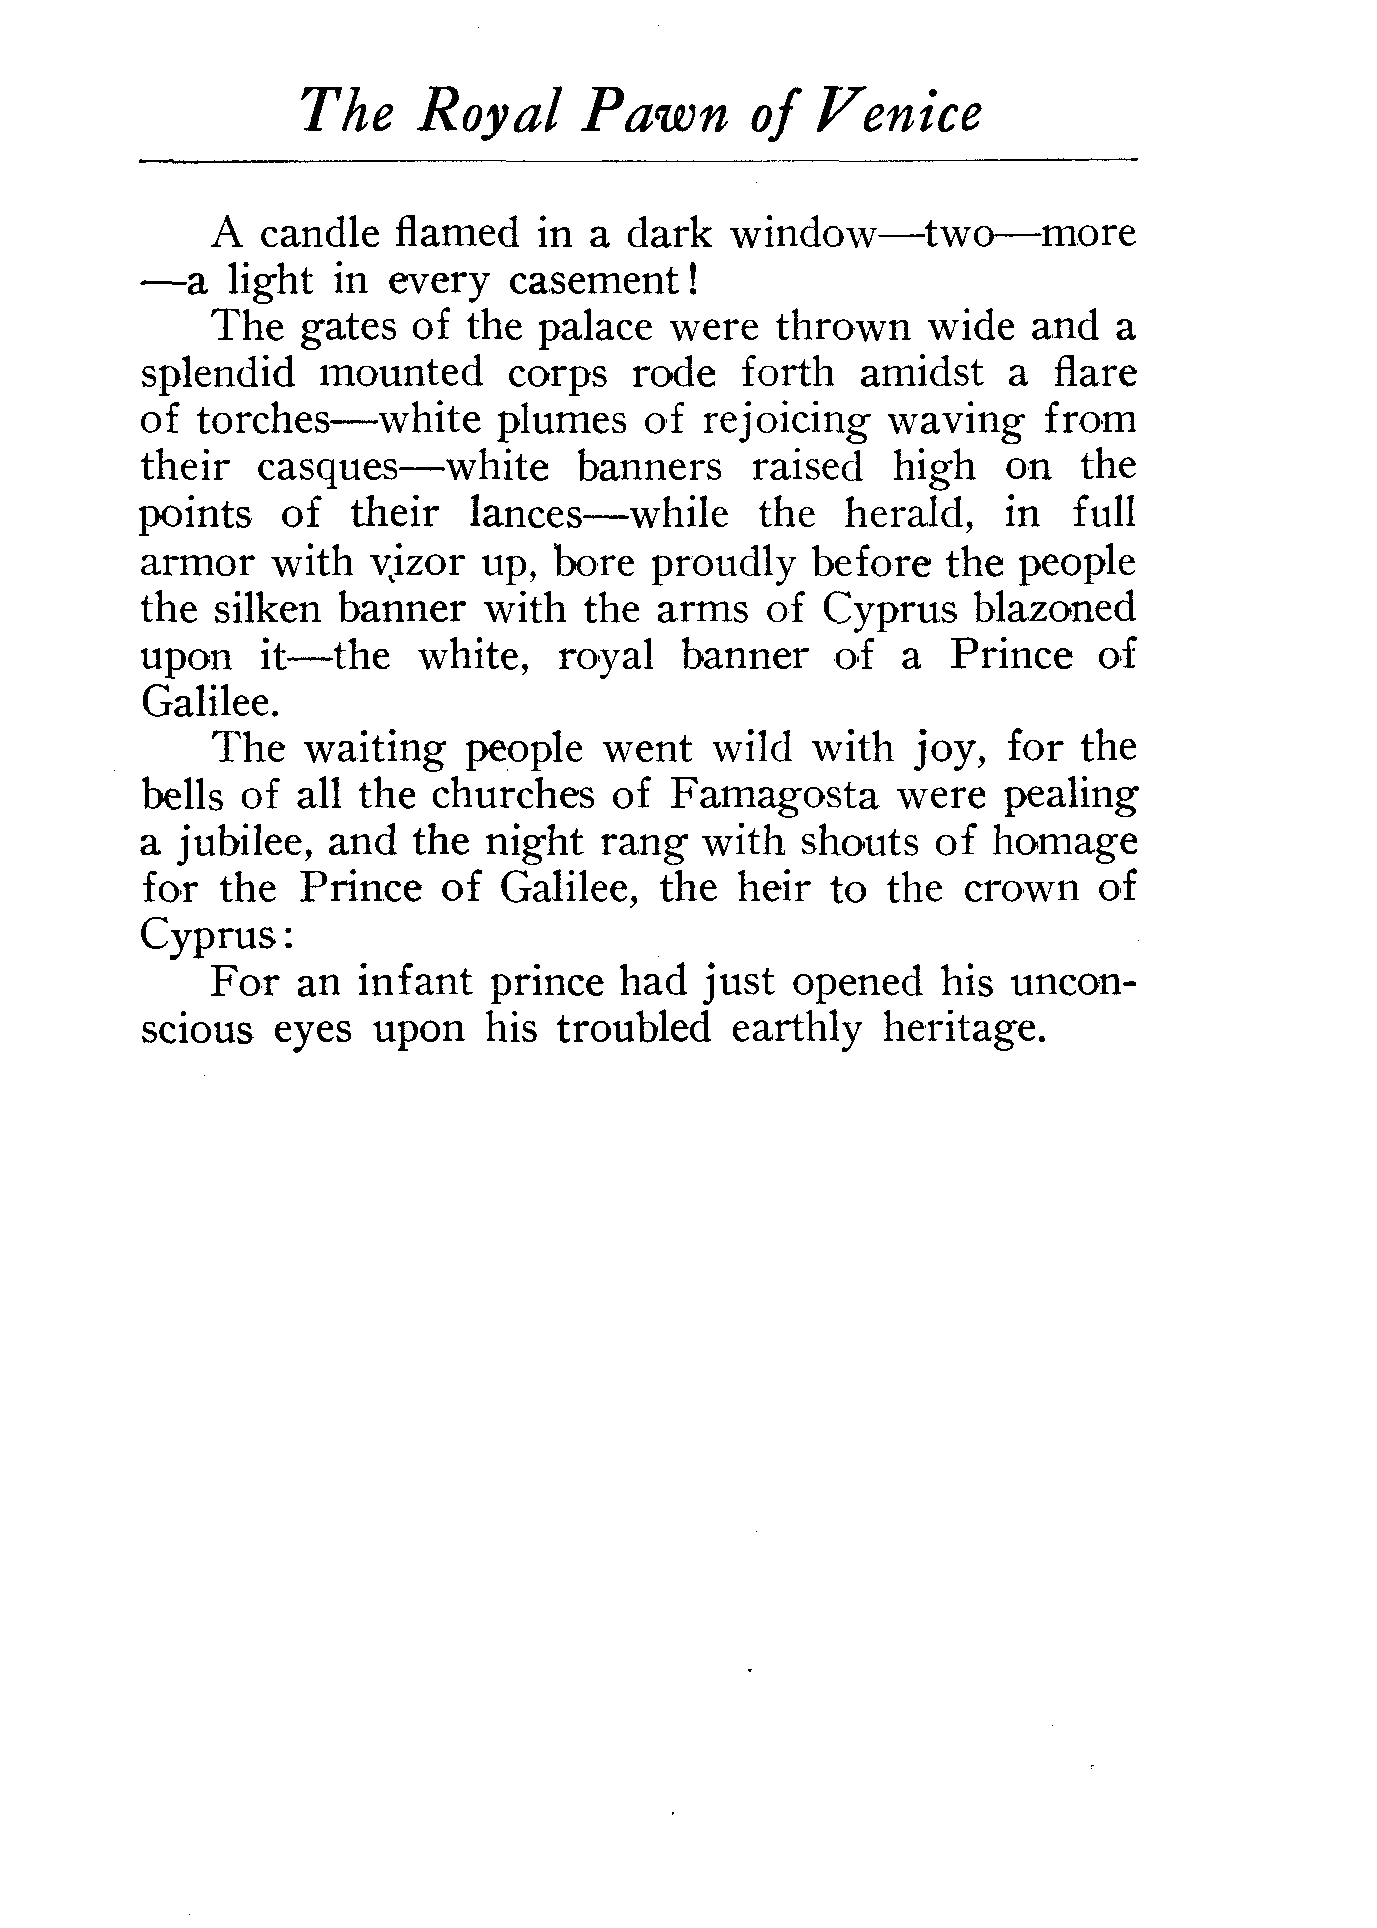 The Royal Pawn of Venice
A candle flamed in a dark window—two—more
—a light in every casement!
The gates of the palace were thrown wide and a
splendid mounted corps rode forth amidst a flare
of torches—white plumes of rejoicing waving from
their casques—white banners raised high on the
points of their lances—while the herald, in full
armor with vizor up, bore proudly before the people
the silken banner with the arms of Cyprus blazoned
upon it—the white, royal banner of a Prince of
Galilee.
The waiting people went wild with joy, for the
bells of all the churches of Famagosta were pealing
a jubilee, and the night rang with shouts of homage
for the Prince of Galilee, the heir to the crown of
Cyprus:
For an infant prince had just opened his uncon-
scious eyes upon his troubled earthly heritage.